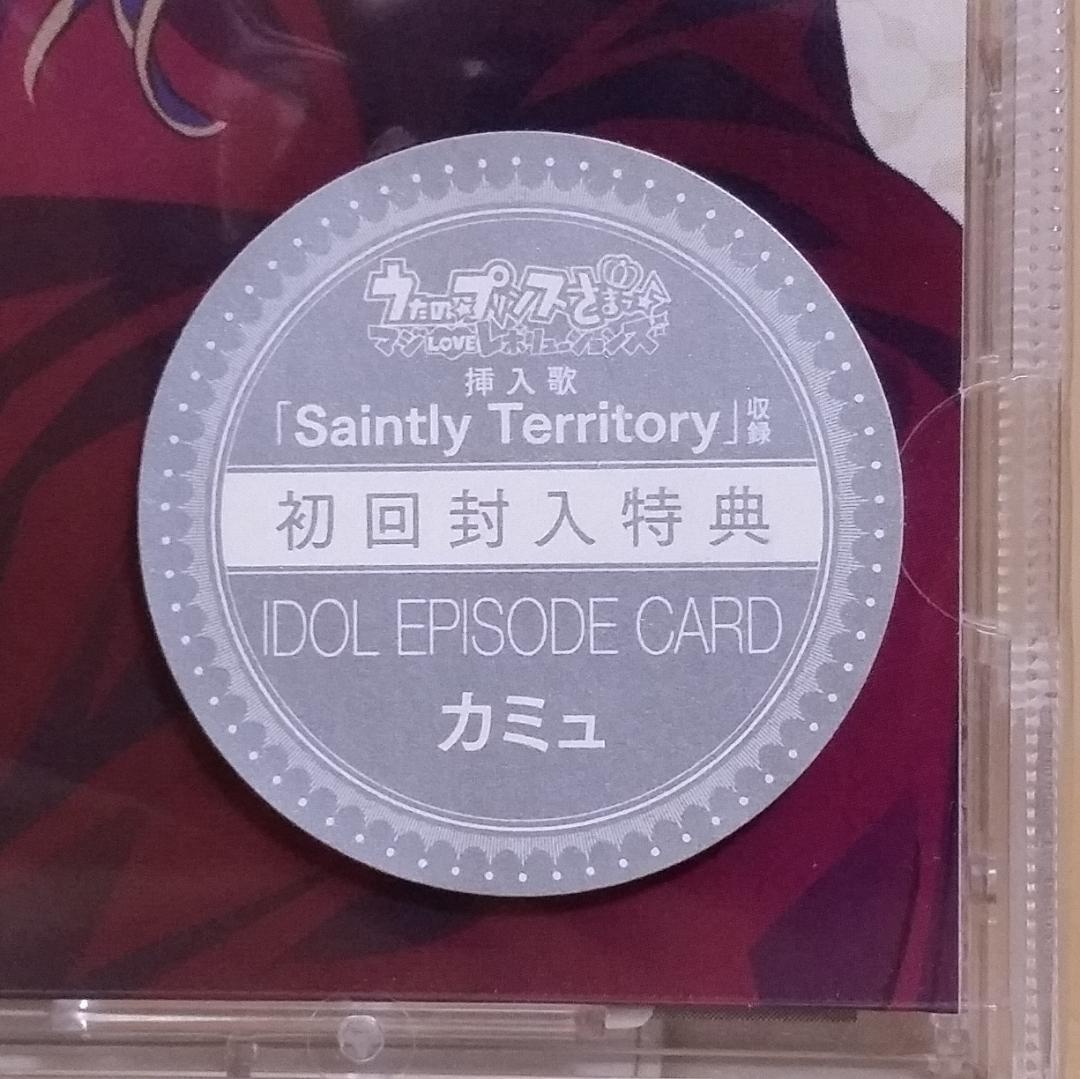 うたの☆プリンスさまっ♪
マジLOVEレボリューションズ
挿入歌
「Saintly Territory」収録
初回封入特典
IDOL EPISODE CARD
カミュ